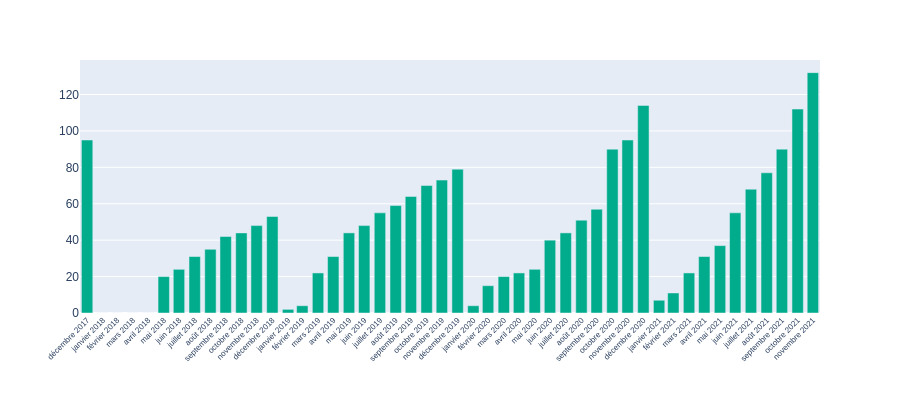 120
100
80
60
40
20
0
décembre 2017
janvier 2018
février 2018
mars 2018
avril 2018
mai 2018
juin 2018
juillet 2018
août 2018
septembre 2018
octobre 2018
novembre 2018
décembre 2018
janvier 2019
février 2019
mars 2019
avril 2019
mai 2019
juin 2019
juillet 2019
août 2019
septembre 2019
octobre 2019
novembre 2019
décembre 2019
janvier 2020
février 2020
mars 2020
avril 2020
mai 2020
juin 2020
juillet 2020
août 2020
septembre 2020
octobre 2020
novembre 2020
décembre 2020
janvier 2021
février 2021
mars 2021
avril 2021
mai 2021
juin 2021
juillet 2021
août 2021
septembre 2021
octobre 2021
novembre 2021